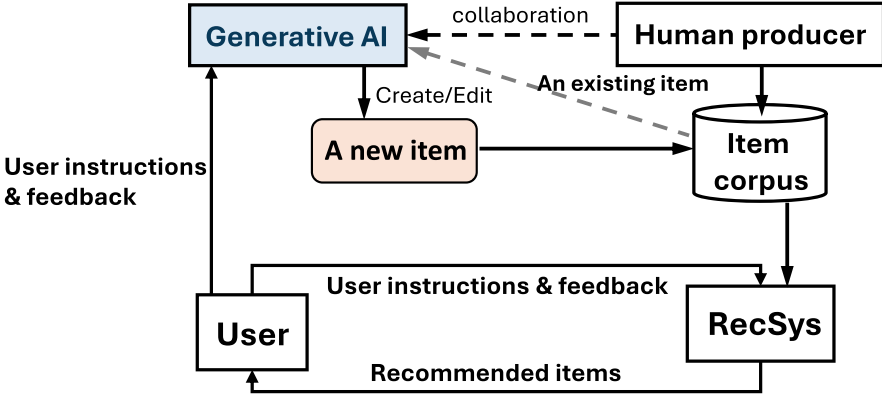 collaboration
Generative AI
Human producer
An existing item
Create/Edit
A new item
Item
corpus
User instructions
& feedback
User instructions & feedback
User
RecSys
Recommended items